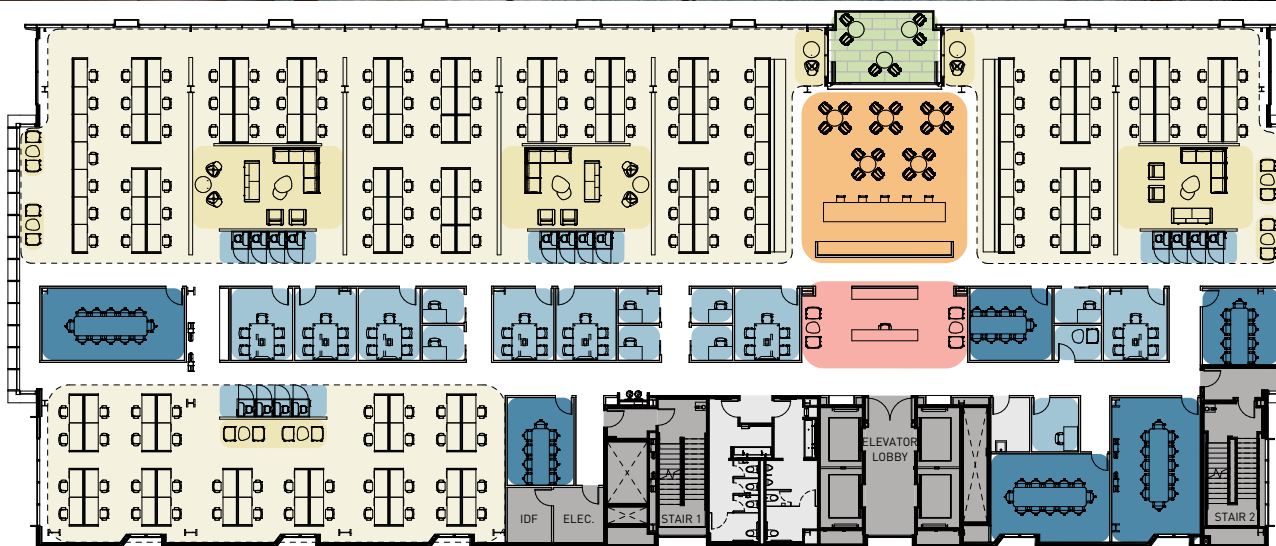 ELEVATOR
LOBBY
IDF
ELEC.
STAIR 1
STAIR 2